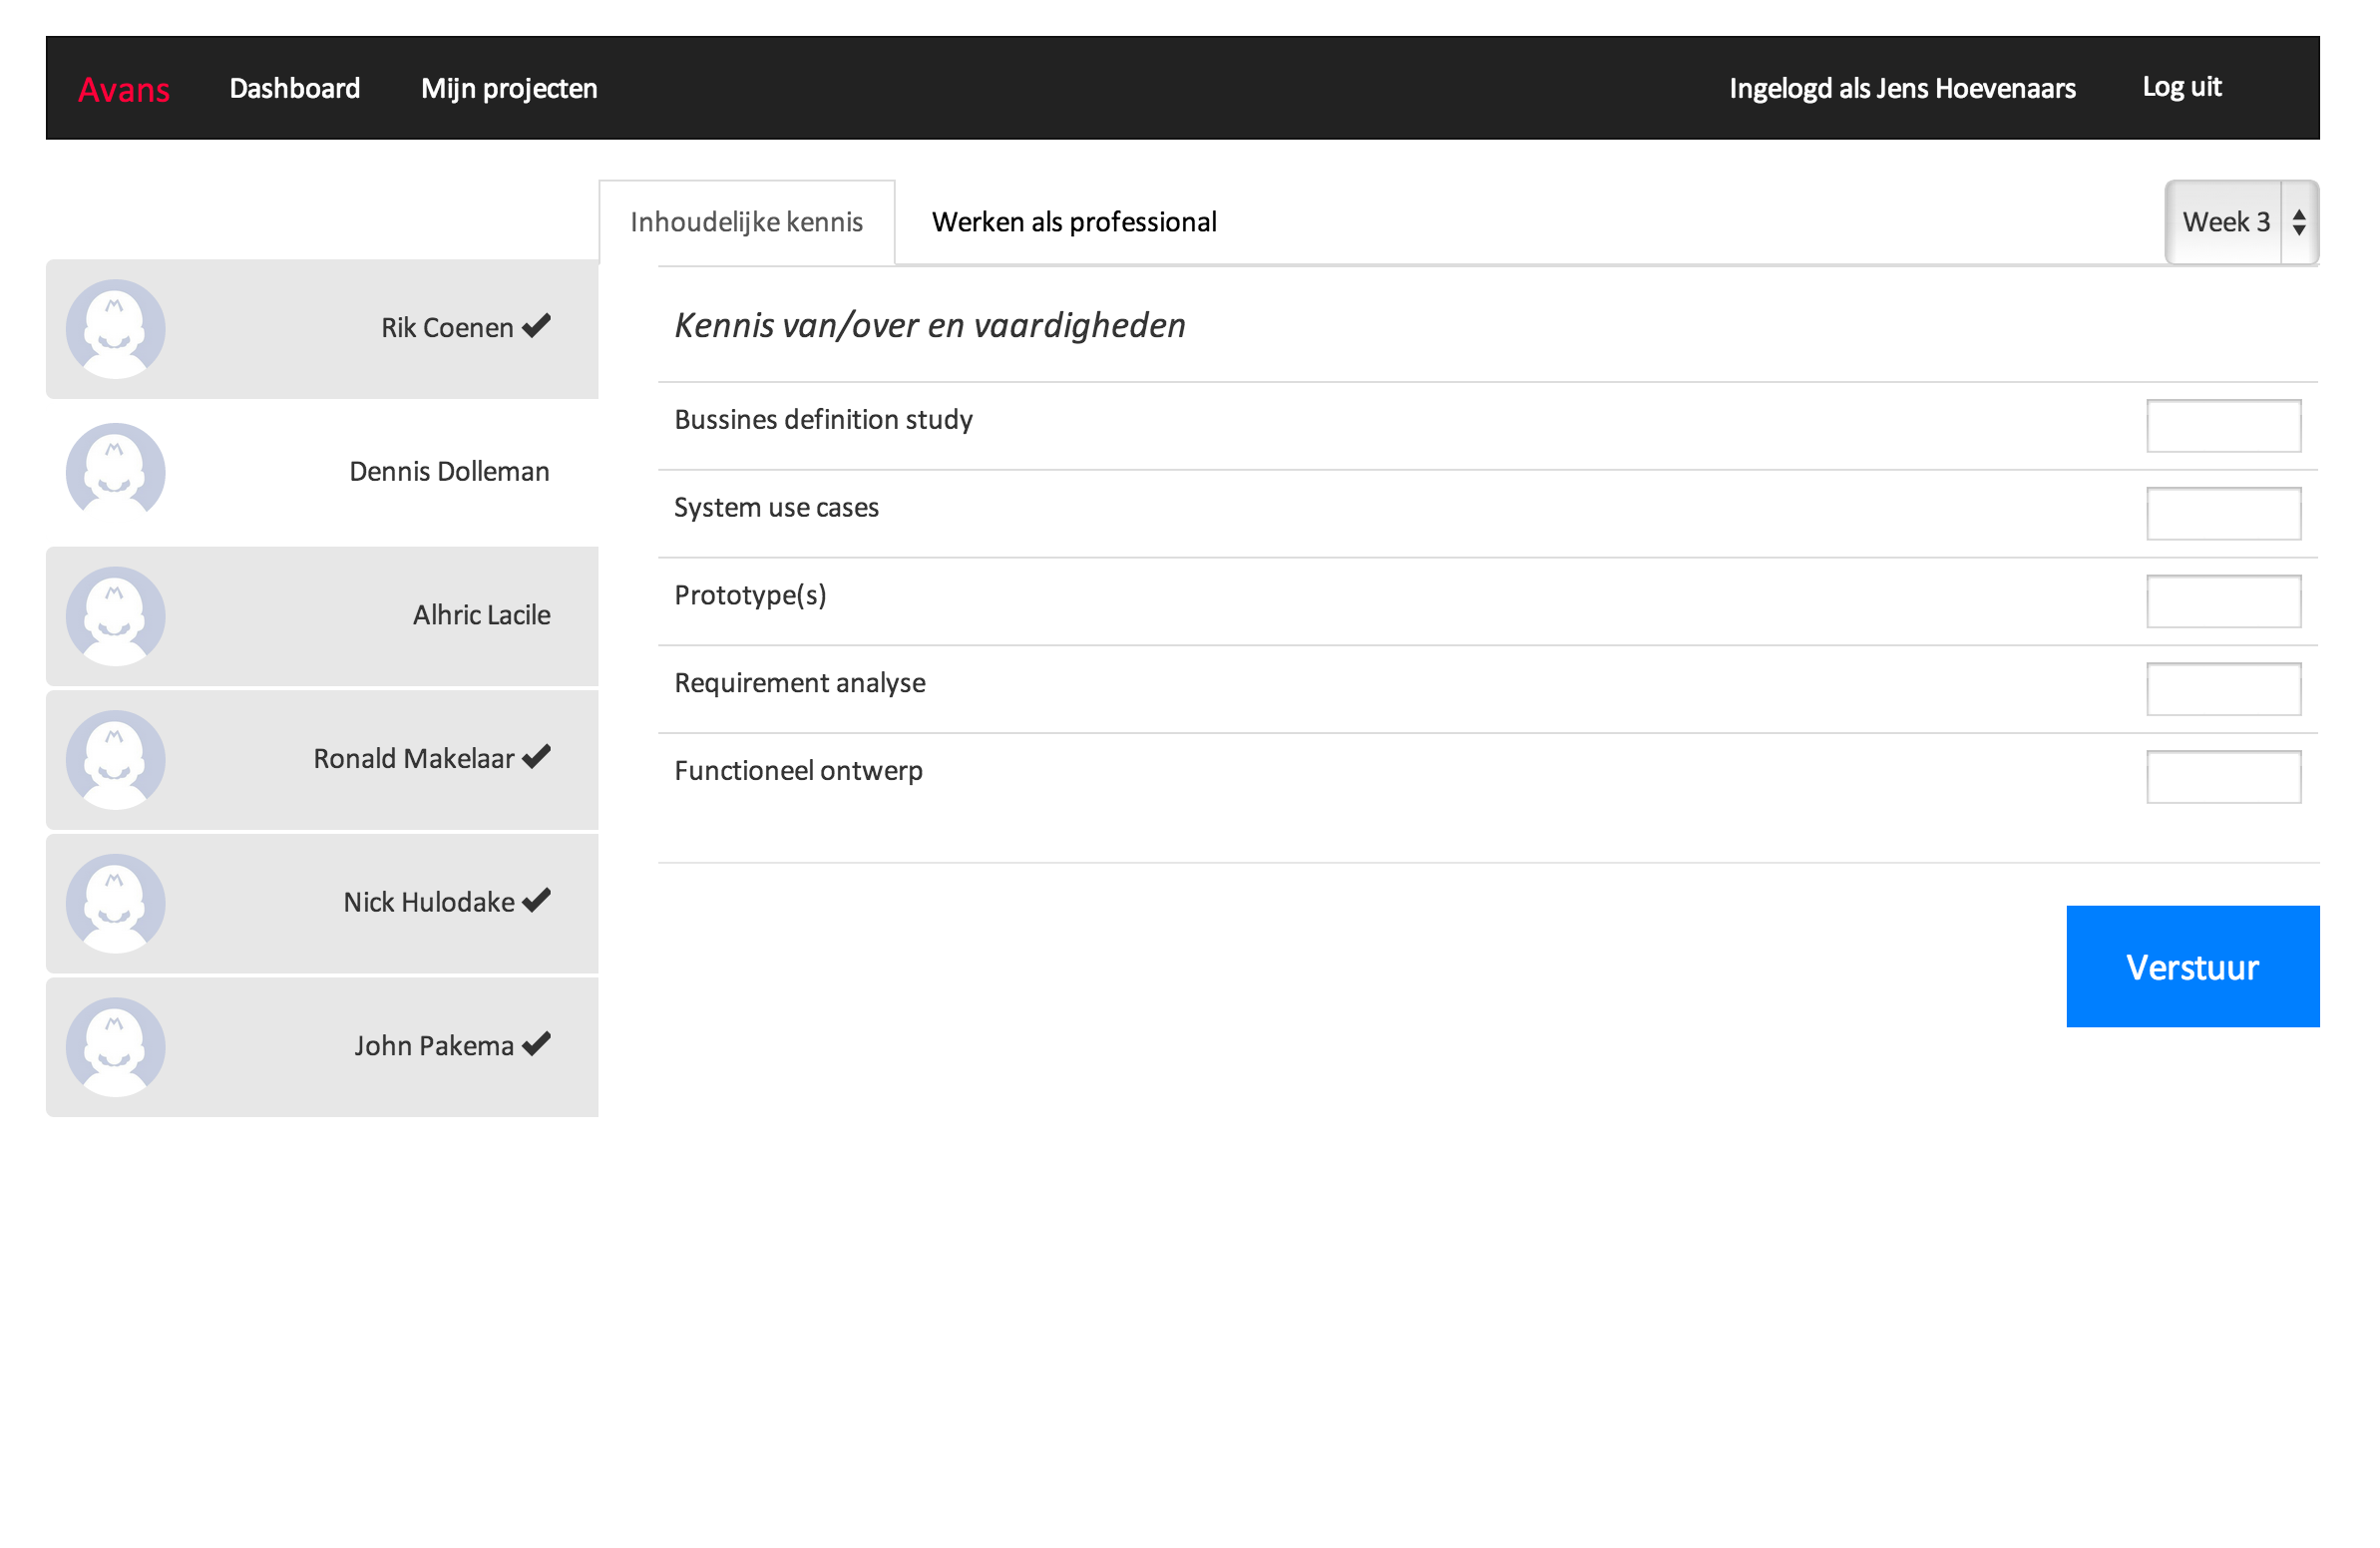 Avans Dashboard Mijn projecten Ingelogd als Jens Hoevenaars Log uit
Inhoudelijke kennis Werken als professional Week 3
Rik Coenen ✔
Dennis Dolleman
Alhric Lacile
Ronald Makelaar ✔
Nick Hulodake ✔
John Pakema ✔
Kennis van/over en vaardigheden
Bussines definition study
System use cases
Prototype(s)
Requirement analyse
Functioneel ontwerp
Verstuur